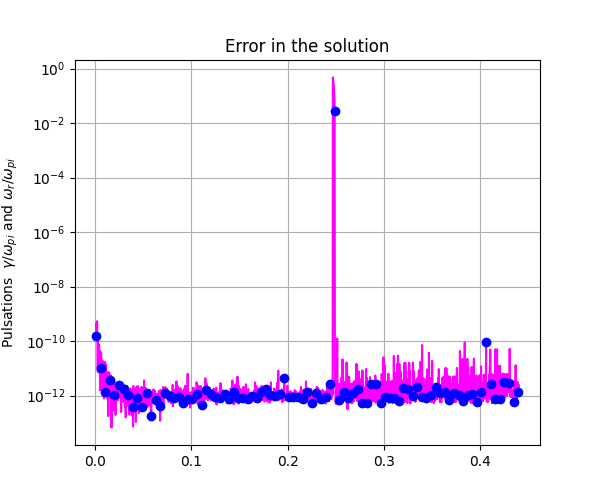 Error in the solution
Pulsations γ/ω_pi and ω_r/ω_pi
10^0
10^−2
10^−4
10^−6
10^−8
10^−10
10^−12
0.0 0.1 0.2 0.3 0.4